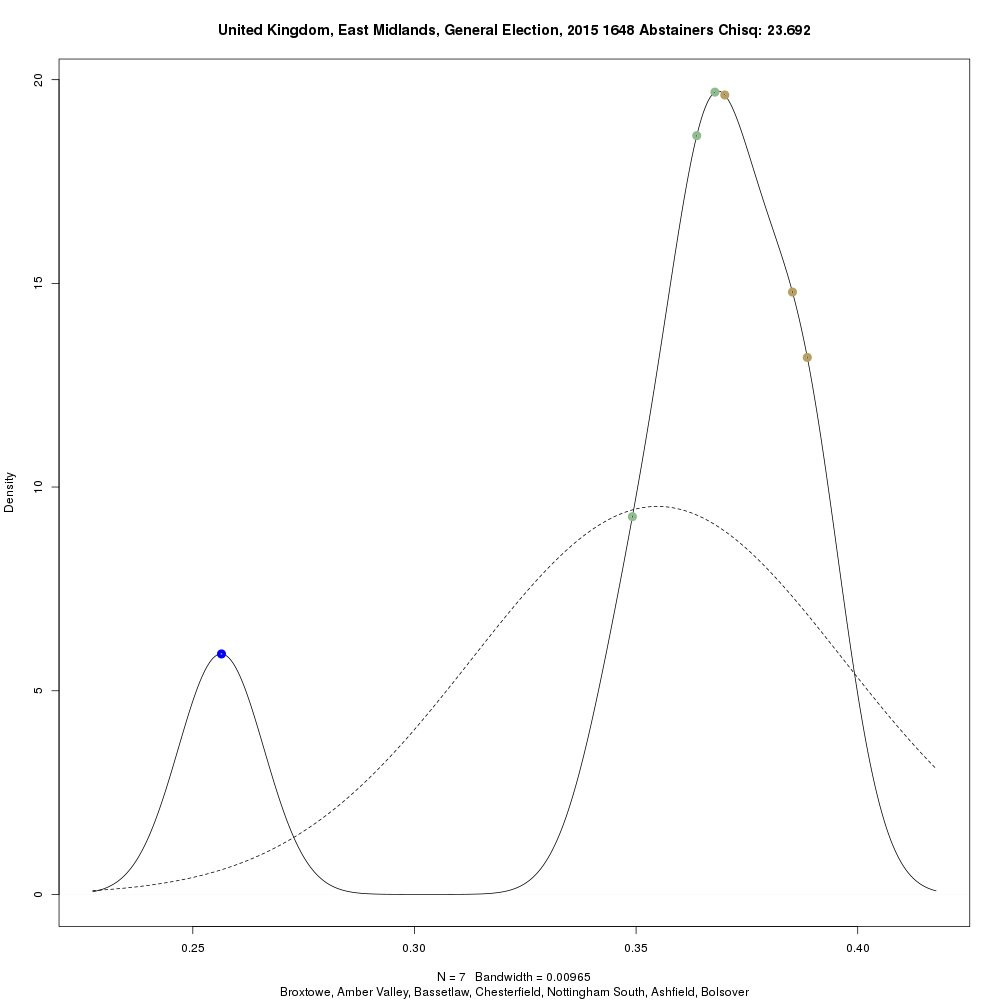 United Kingdom, East Midlands, General Election, 2015 1648 Abstainers Chisq: 23.692
20
15
10
5
0
Density
0.25 0.30 0.35 0.40
N = 7 Bandwidth = 0.00965
Broxtowe, Amber Valley, Bassetlaw, Chesterfield, Nottingham South, Ashfield, Bolsover